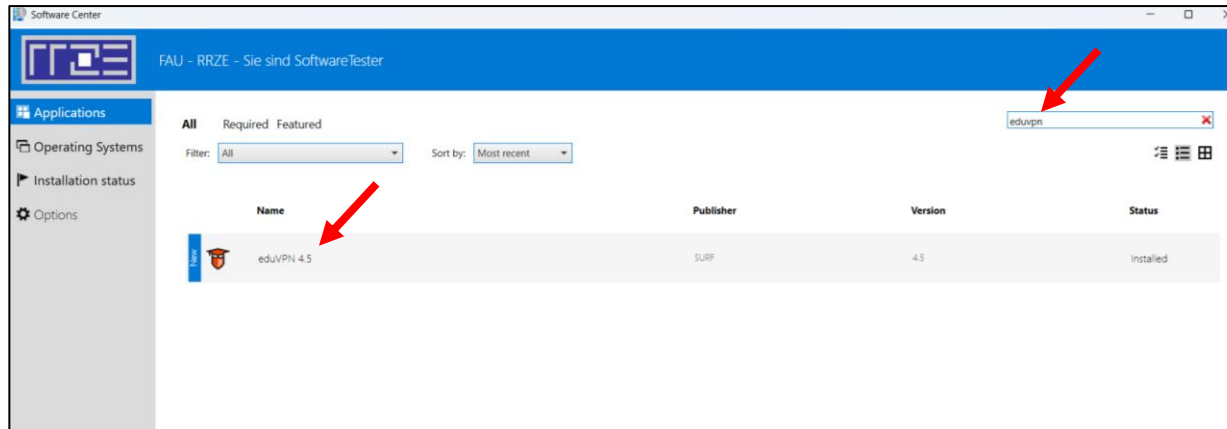 Software Center
RRZE
FAU - RRZE - Sie sind SoftwareTester
Applications
Operating Systems
Installation status
Options
All Required Featured
eduvpn
Filter: All Sort by: Most recent
Name Publisher Version Status
New eduVPN 4.5 SURF 4.5 Installed